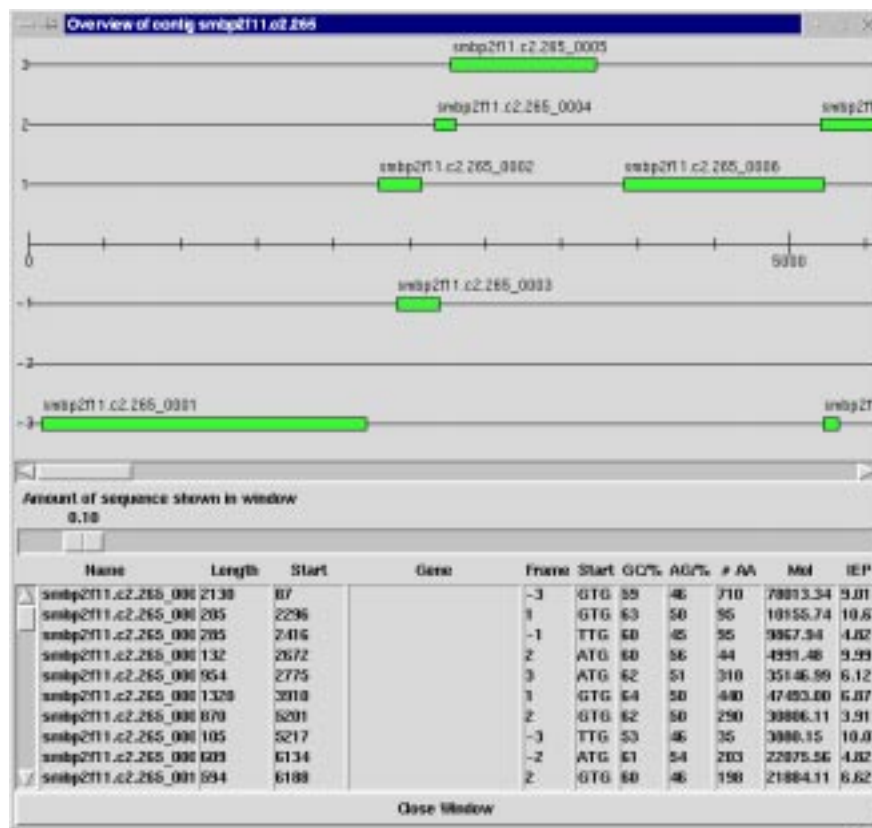 Overview of contig smbp2f11.c2.265
smbp2f11.c2.265_0005
3
smbp2f11.c2.265_0004 smbp2f1
2
smbp2f11.c2.265_0002 smbp2f11.c2.265_0006
1
0 5000
smbp2f11.c2.265_0003
-1
-2
smbp2f11.c2.265_0001 smbp2f1
-3
Amount of sequence shown in window
0.10
Name Length Start Gene Frame Start GC% AG% # AA Mol IEP
smbp2f11.c2.265_000 2130 87 -3 GTG 59 46 710 78013.34 9.01
smbp2f11.c2.265_000 285 2296 1 GTG 63 50 95 10155.74 10.6
smbp2f11.c2.265_000 285 2416 -1 TTG 60 45 95 9867.94 4.82
smbp2f11.c2.265_000 132 2672 2 ATG 60 56 44 4991.48 9.99
smbp2f11.c2.265_000 954 2775 3 ATG 62 51 318 35146.99 6.12
smbp2f11.c2.265_000 1320 3910 1 GTG 64 50 440 47493.00 6.87
smbp2f11.c2.265_000 870 5201 2 GTG 62 50 290 30806.11 3.91
smbp2f11.c2.265_000 105 5217 -3 TTG 53 46 35 10.0
smbp2f11.c2.265_000 609 6134 -2 ATG 61 54 203 22075.56 4.82
smbp2f11.c2.265_001 594 6188 2 GTG 60 46 198 21884.11 6.62
Close Window